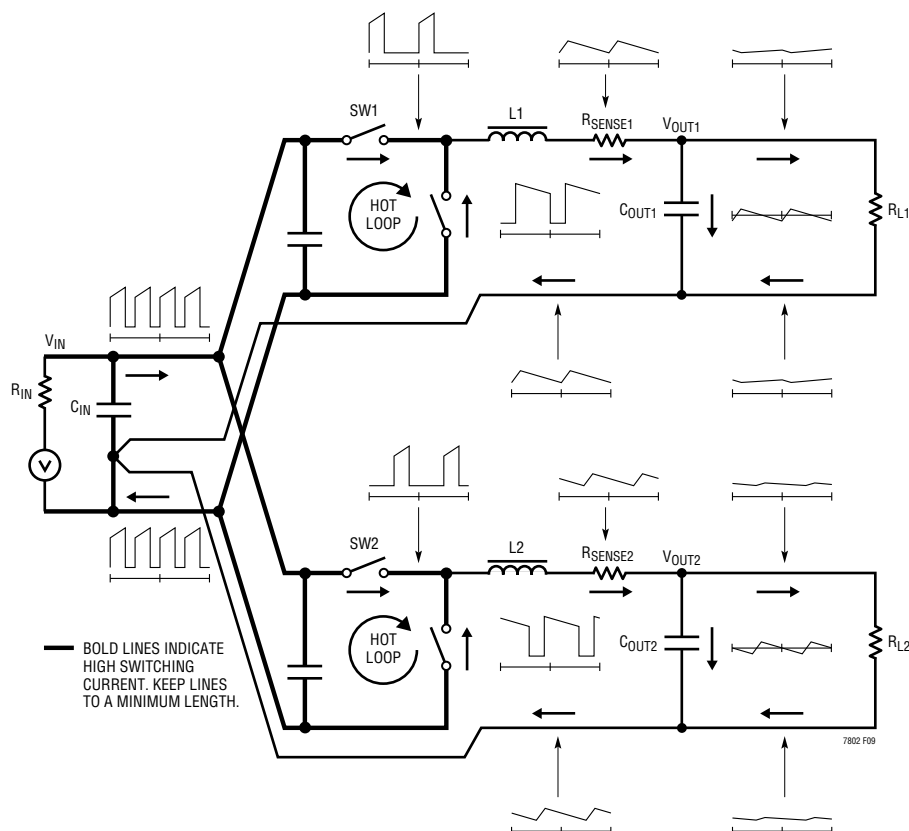 SW1
L1
RSENSE1
VOUT1
HOT
LOOP
COUT1
RL1
VIN
RIN
CIN
V
SW2
L2
RSENSE2
VOUT2
HOT
LOOP
COUT2
RL2
BOLD LINES INDICATE
HIGH SWITCHING
CURRENT. KEEP LINES
TO A MINIMUM LENGTH.
7802 F09